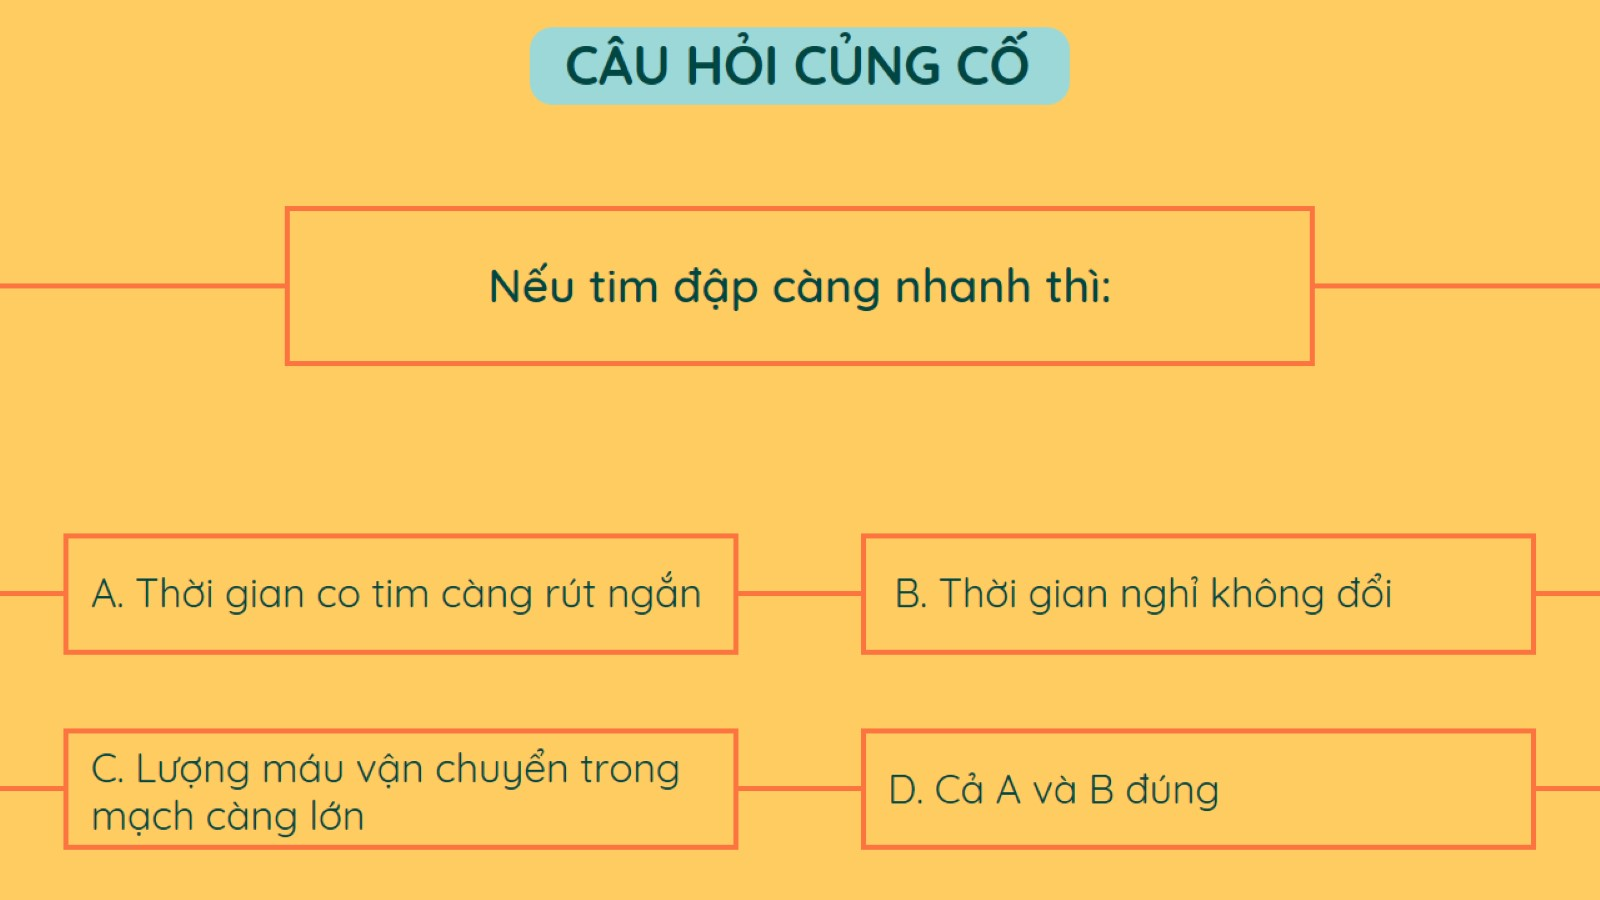 CÂU HỎI CỦNG CỐ
Nếu tim đập càng nhanh thì:
A. Thời gian co tim càng rút ngắn
B. Thời gian nghỉ không đổi
C. Lượng máu vận chuyển trong
mạch càng lớn
D. Cả A và B đúng